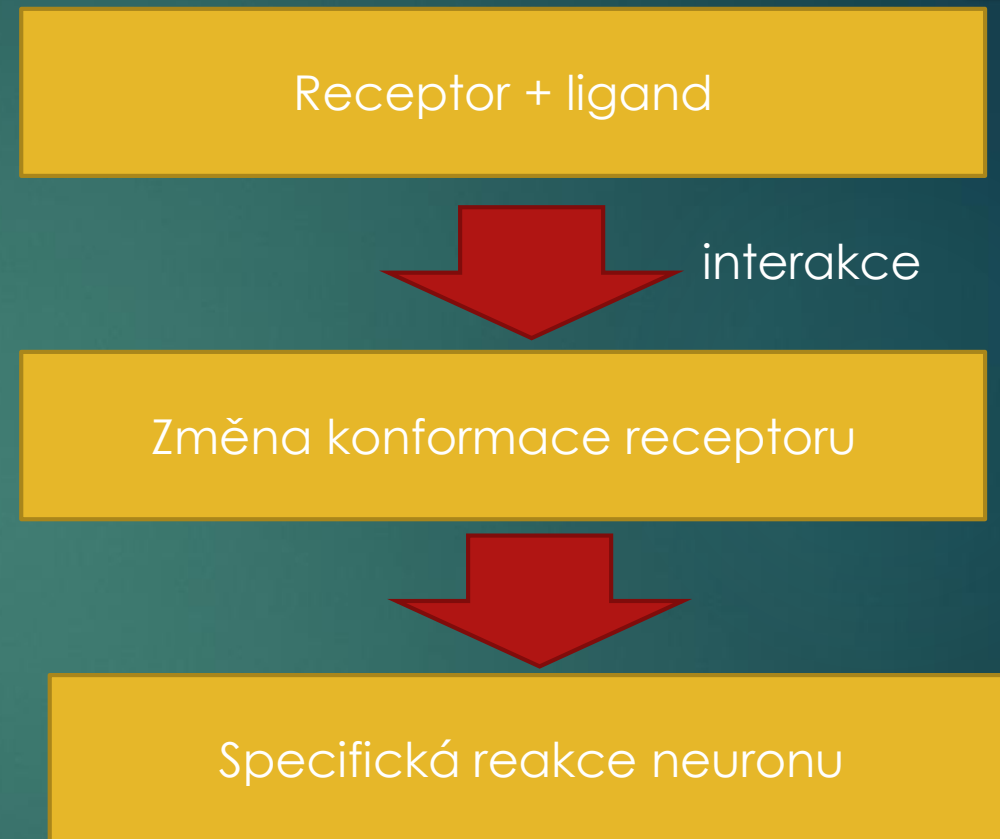 Receptor + ligand
interakce
Změna konformace receptoru
Specifická reakce neuronu